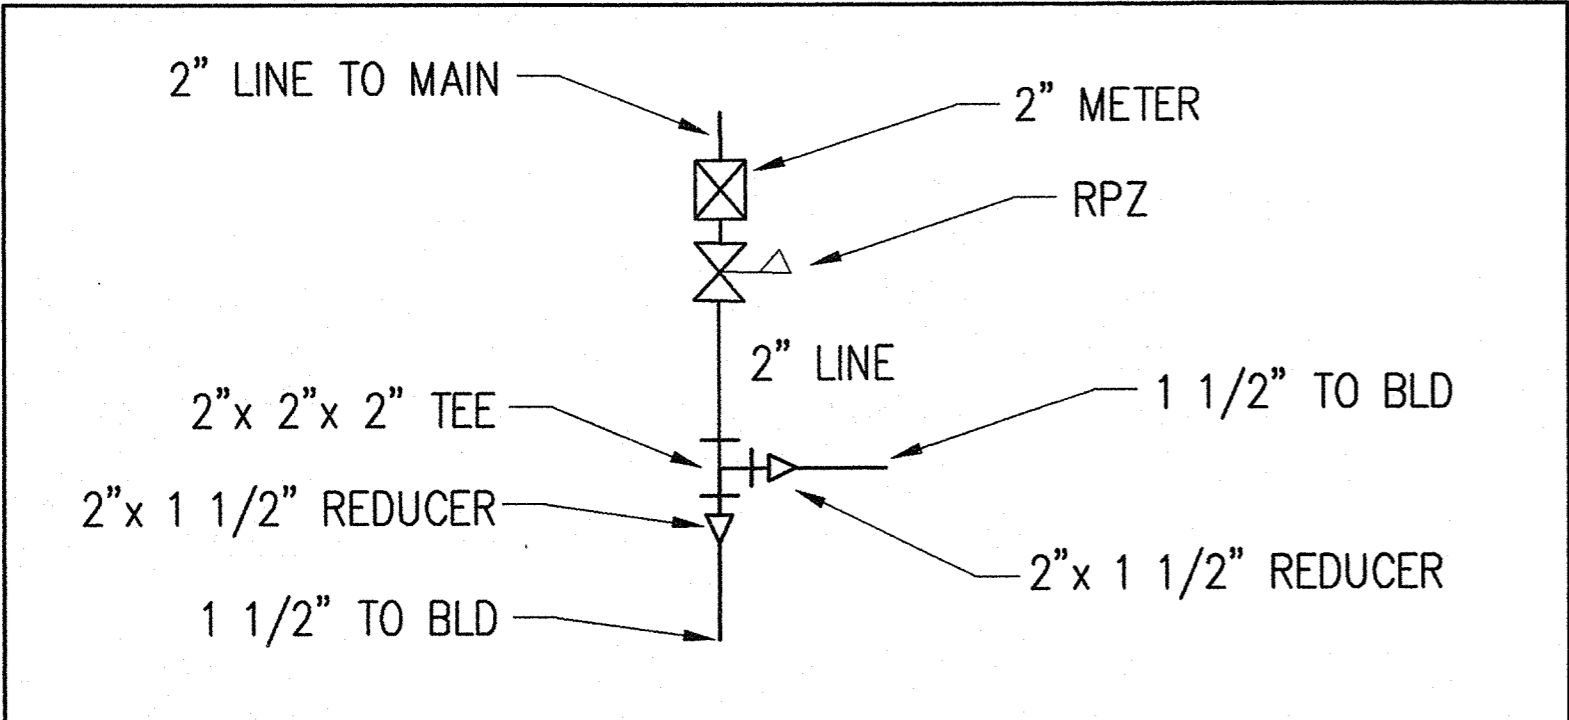 2” LINE TO MAIN
2” METER
RPZ
2” LINE
1 1/2” TO BLD
2”x 2”x 2” TEE
2”x 1 1/2” REDUCER
2”x 1 1/2” REDUCER
1 1/2” TO BLD